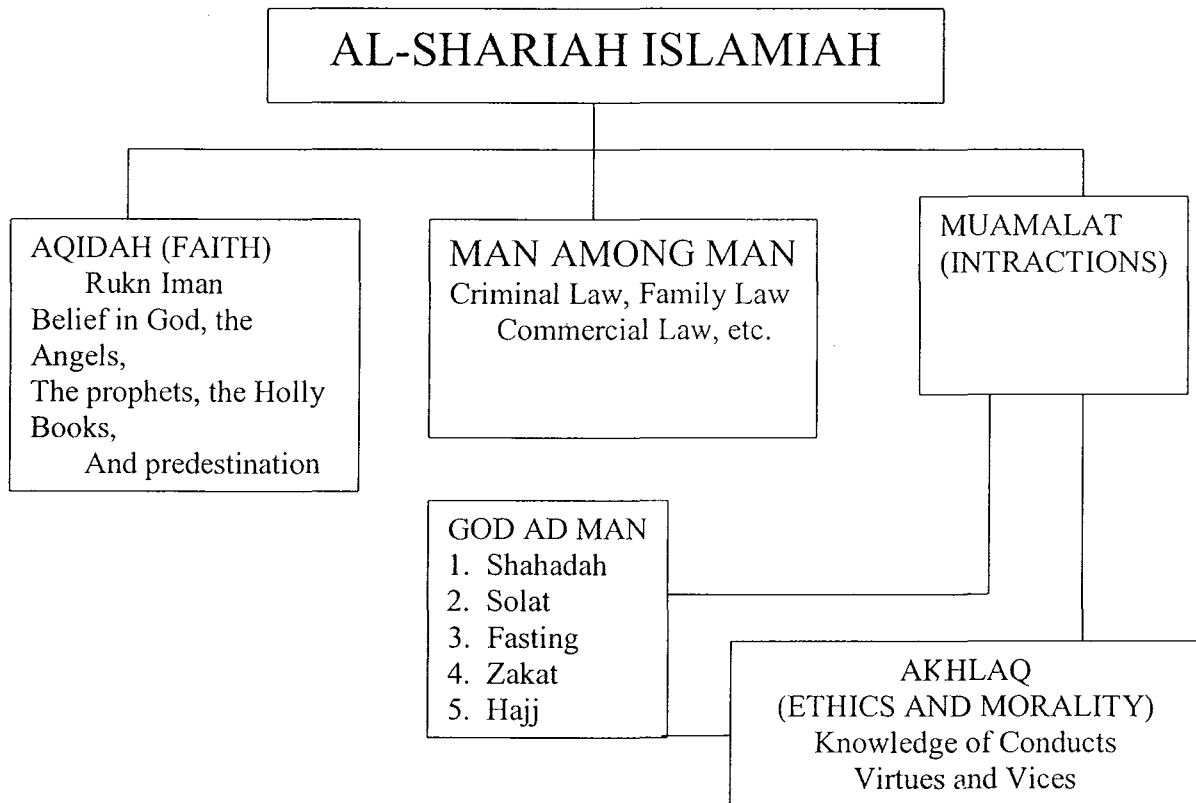 AL-SHARIAH ISLAMIAH
AQIDAH (FAITH)
Rukn Iman
Belief in God, the
Angels,
The prophets, the Holly
Books,
And predestination
MAN AMONG MAN
Criminal Law, Family Law
Commercial Law, etc.
MUAMALAT
(INTRACTIONS)
GOD AD MAN
1. Shahadah
2. Solat
3. Fasting
4. Zakat
5. Hajj
AKHLAQ
(ETHICS AND MORALITY)
Knowledge of Conducts
Virtues and Vices